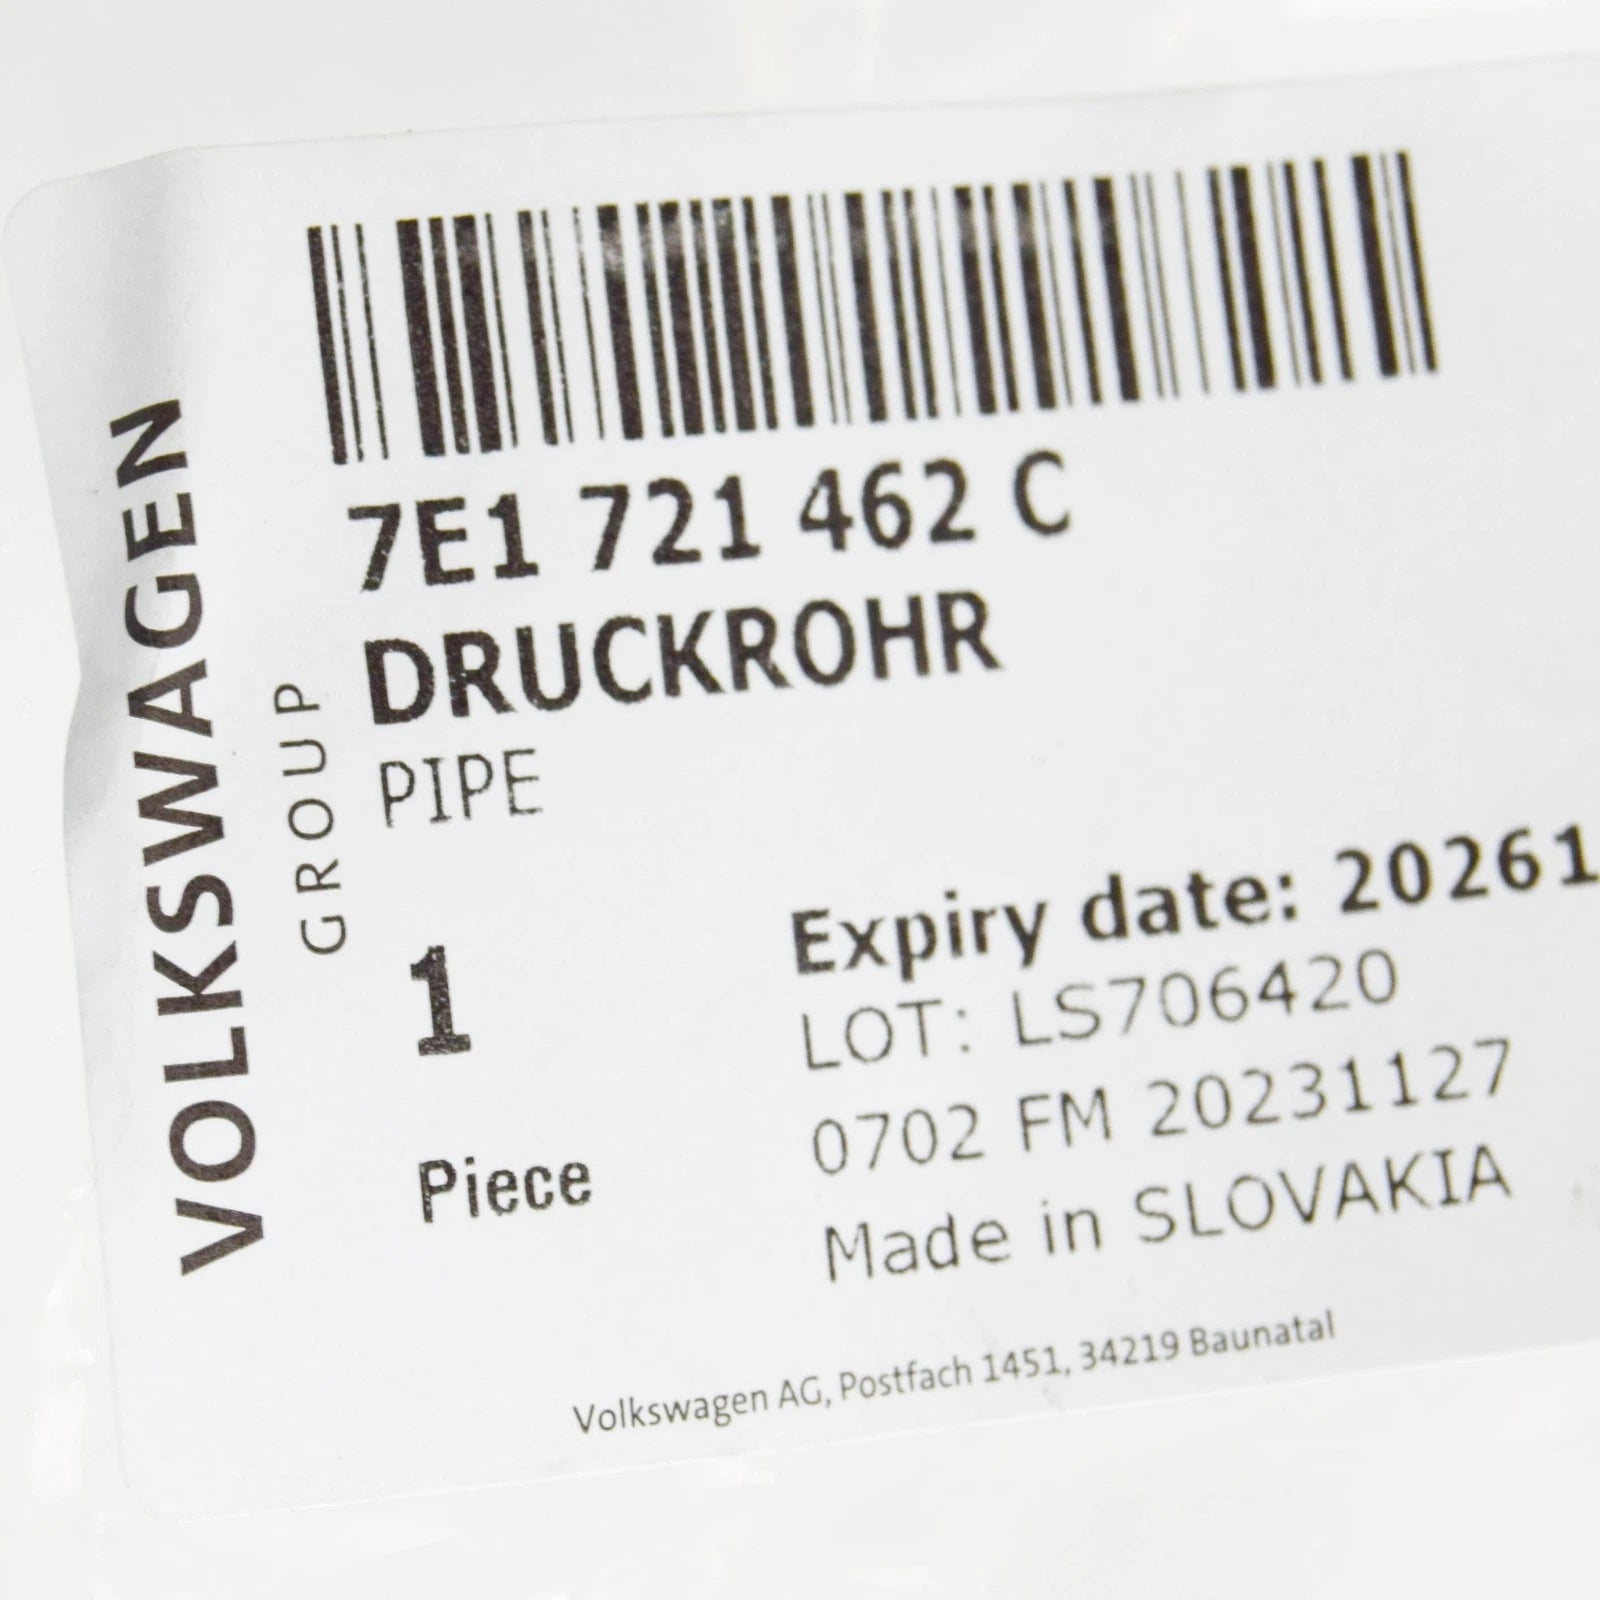 VOLKSWAGEN
GROUP
7E1 721 462 C
DRUCKROHR
PIPE
1
Piece
Expiry date: 20261
LOT: LS706420
0702 FM 20231127
Made in SLOVAKIA
Volkswagen AG, Postfach 1451, 34219 Baunatal